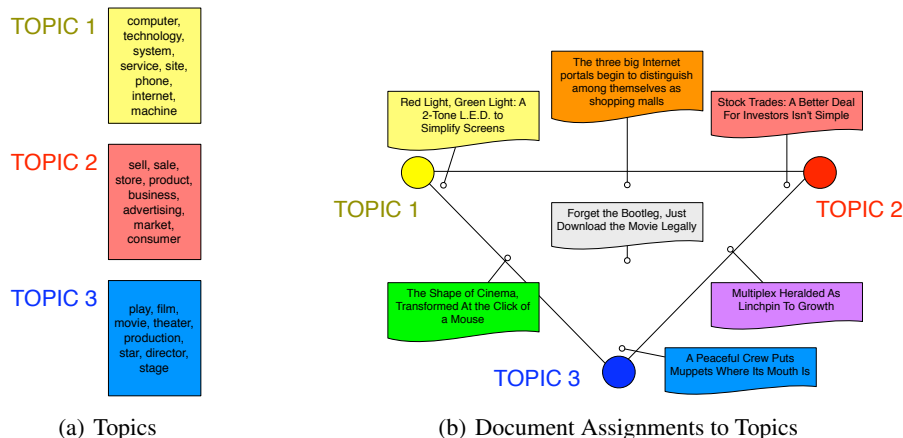 TOPIC 1
computer,
technology,
system,
service, site,
phone,
internet,
machine
TOPIC 2
sell, sale,
store, product,
business,
advertising,
market,
consumer
TOPIC 3
play, film,
movie, theater,
production,
star, director,
stage
(a) Topics
The three big Internet
portals begin to distinguish
among themselves as
shopping malls
Red Light, Green Light: A
2-Tone L.E.D. to
Simplify Screens
Stock Trades: A Better Deal
For Investors Isn't Simple
TOPIC 1
TOPIC 2
Forget the Bootleg, Just
Download the Movie Legally
The Shape of Cinema,
Transformed At the Click of
a Mouse
Multiplex Heralded As
Linchpin To Growth
TOPIC 3
A Peaceful Crew Puts
Muppets Where Its Mouth Is
(b) Document Assignments to Topics